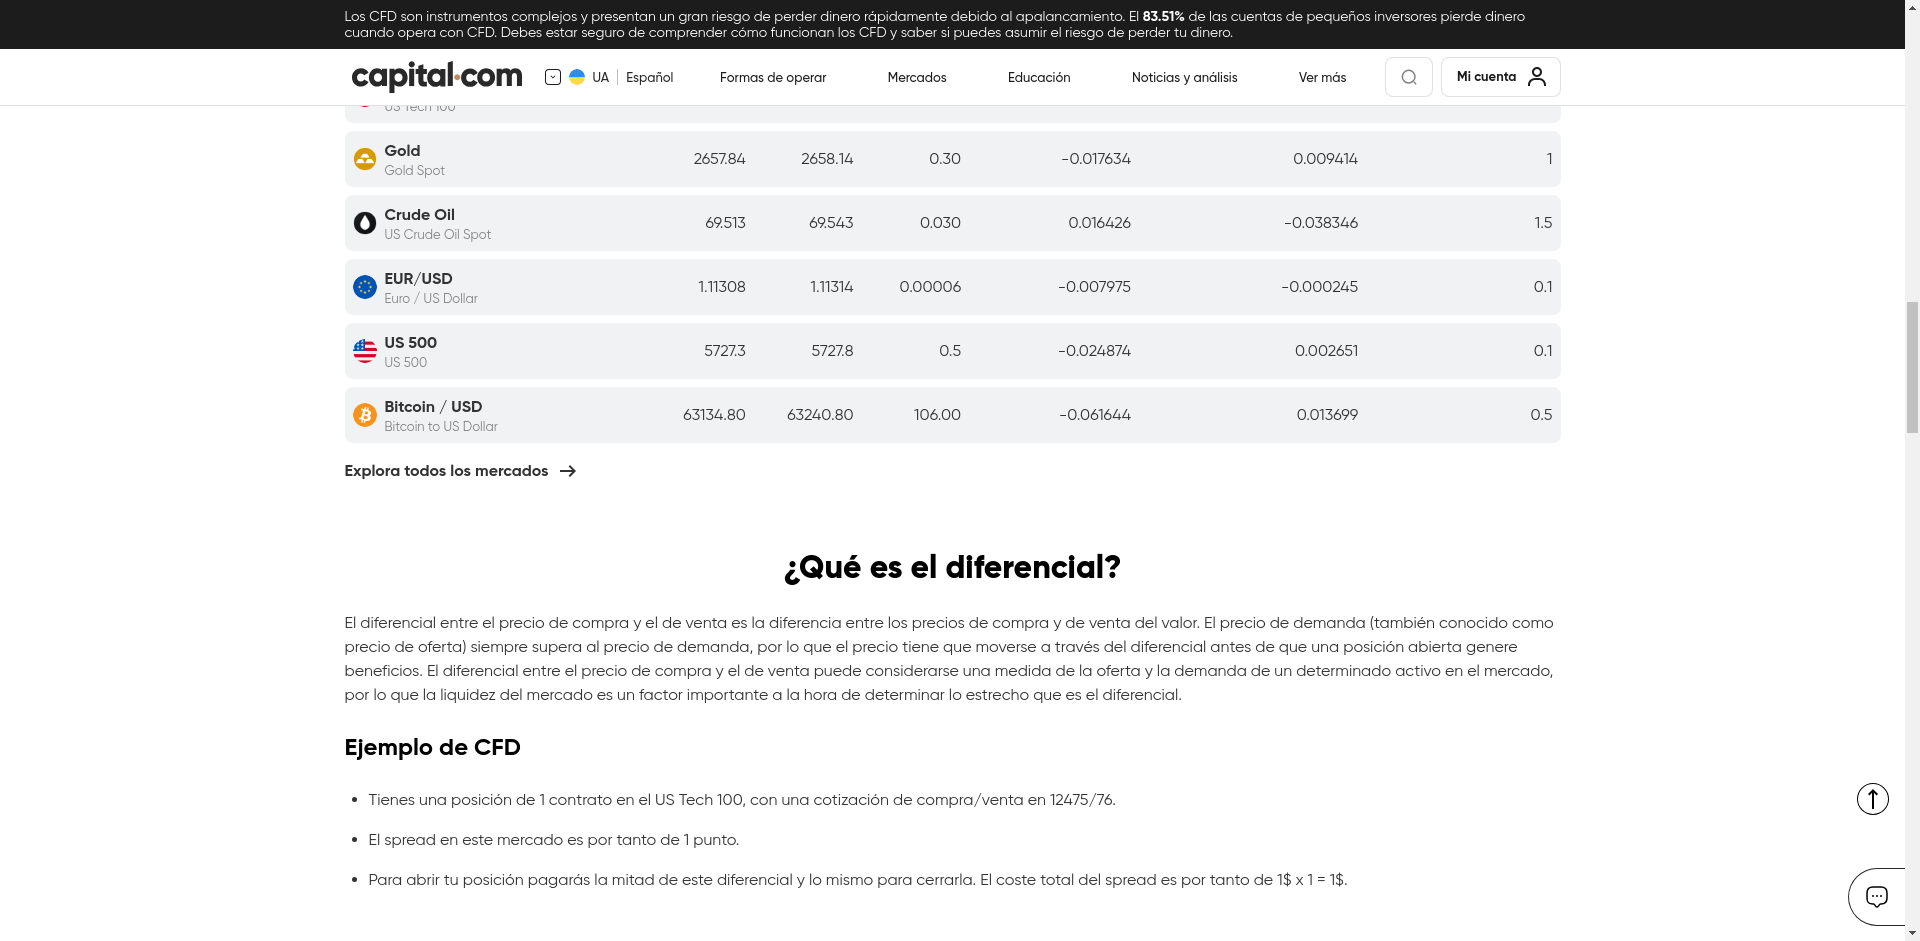 Los CFD son instrumentos complejos y presentan un gran riesgo de perder dinero rápidamente debido al apalancamiento. El 83.51% de las cuentas de pequeños inversores pierde dinero
cuando opera con CFD. Debes estar seguro de comprender cómo funcionan los CFD y saber si puedes asumir el riesgo de perder tu dinero.
capital.com UA Español Formas de operar Mercados Educación Noticias y análisis Ver más Mi cuenta
US Tech 100
Gold
Gold Spot
2657.84 2658.14 0.30 -0.017634 0.009414 1
Crude Oil
US Crude Oil Spot
69.513 69.543 0.030 0.016426 -0.038346 1.5
EUR/USD
Euro / US Dollar
1.11308 1.11314 0.00006 -0.007975 -0.000245 0.1
US 500
US 500
5727.3 5727.8 0.5 -0.024874 0.002651 0.1
Bitcoin / USD
Bitcoin to US Dollar
63134.80 63240.80 106.00 -0.061644 0.013699 0.5
Explora todos los mercados
¿Qué es el diferencial?
El diferencial entre el precio de compra y el de venta es la diferencia entre los precios de compra y de venta del valor. El precio de demanda (también conocido como
precio de oferta) siempre supera al precio de demanda, por lo que el precio tiene que moverse a través del diferencial antes de que una posición abierta genere
beneficios. El diferencial entre el precio de compra y el de venta puede considerarse una medida de la oferta y la demanda de un determinado activo en el mercado,
por lo que la liquidez del mercado es un factor importante a la hora de determinar lo estrecho que es el diferencial.
Ejemplo de CFD
• Tienes una posición de 1 contrato en el US Tech 100, con una cotización de compra/venta en 12475/76.
• El spread en este mercado es por tanto de 1 punto.
• Para abrir tu posición pagarás la mitad de este diferencial y lo mismo para cerrarla. El coste total del spread es por tanto de 1$ x 1 = 1$.